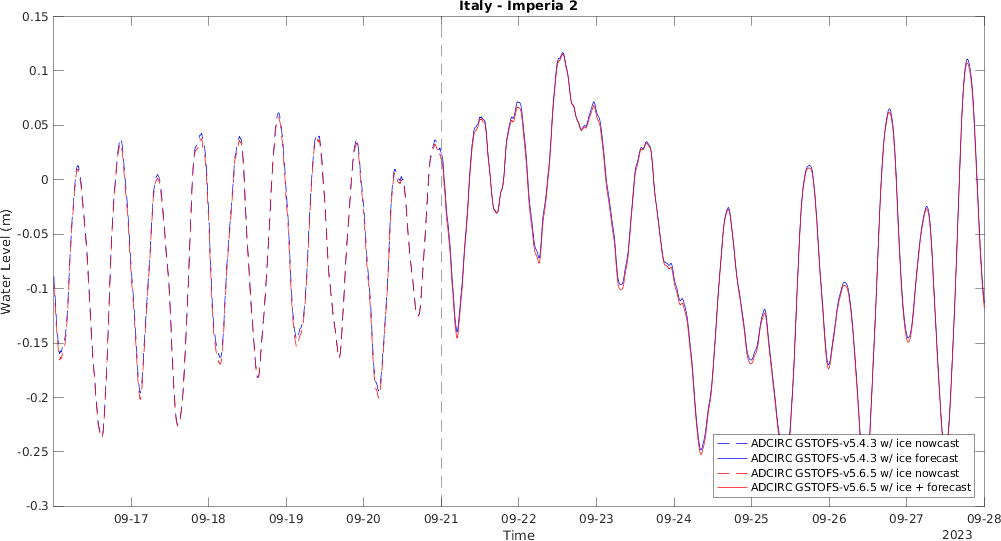 Italy - Imperia 2
Water Level (m)
0.15
0.1
0.05
0
-0.05
-0.1
-0.15
-0.2
-0.25
-0.3
ADCIRC GSTOFS-v5.4.3 w/ ice nowcast
ADCIRC GSTOFS-v5.4.3 w/ ice forecast
ADCIRC GSTOFS-v5.6.5 w/ ice nowcast
ADCIRC GSTOFS-v5.6.5 w/ ice + forecast
09-17 09-18 09-19 09-20 09-21 09-22 09-23 09-24 09-25 09-26 09-27 09-28
Time
2023